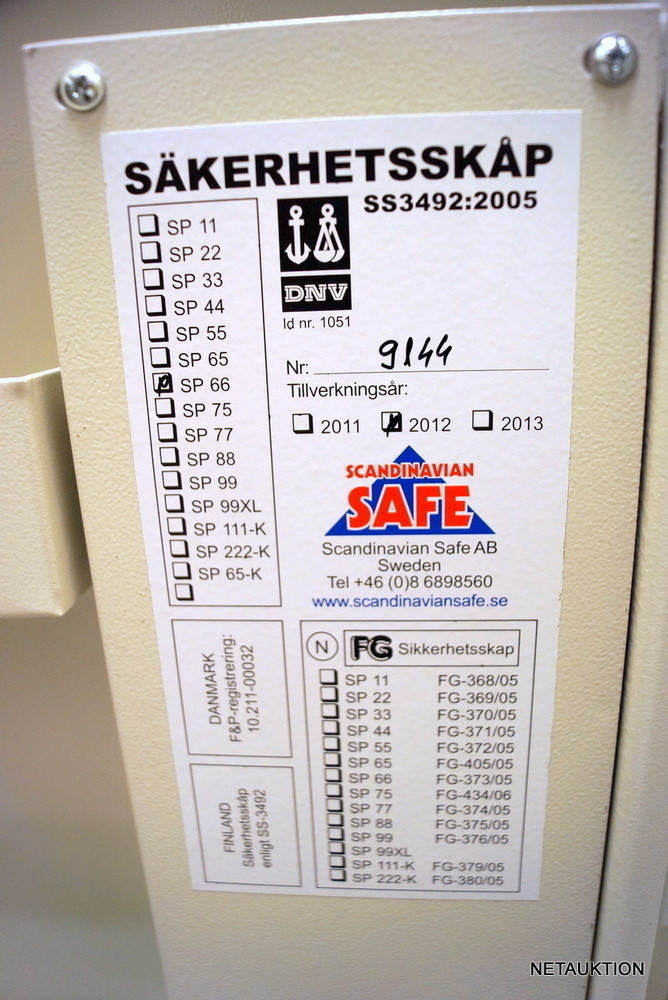 SÄKERHETSSKÅP
SS3492:2005
SP 11
SP 22
SP 33
SP 44
SP 55
SP 65
SP 66
SP 75
SP 77
SP 88
SP 99
SP 99XL
SP 111-K
SP 222-K
SP 65-K
DNV
Id nr. 1051
Nr: 9144
Tillverkningsår:
2011 2012 2013
SCANDINAVIAN
SAFE
Scandinavian Safe AB
Sweden
Tel +46 (0)8 6898560
www.scandinaviansafe.se
DANMARK
F&P-registrering:
10.211-00032
FINLAND
Säkerhetsskåp
enligt SS-3492
N FG Sikkerhetsskap
SP 11 FG-368/05
SP 22 FG-369/05
SP 33 FG-370/05
SP 44 FG-371/05
SP 55 FG-372/05
SP 65 FG-405/05
SP 66 FG-373/05
SP 75 FG-434/06
SP 77 FG-374/05
SP 88 FG-375/05
SP 99 FG-376/05
SP 99XL
SP 111-K FG-379/05
SP 222-K FG-380/05
NETAUKTION